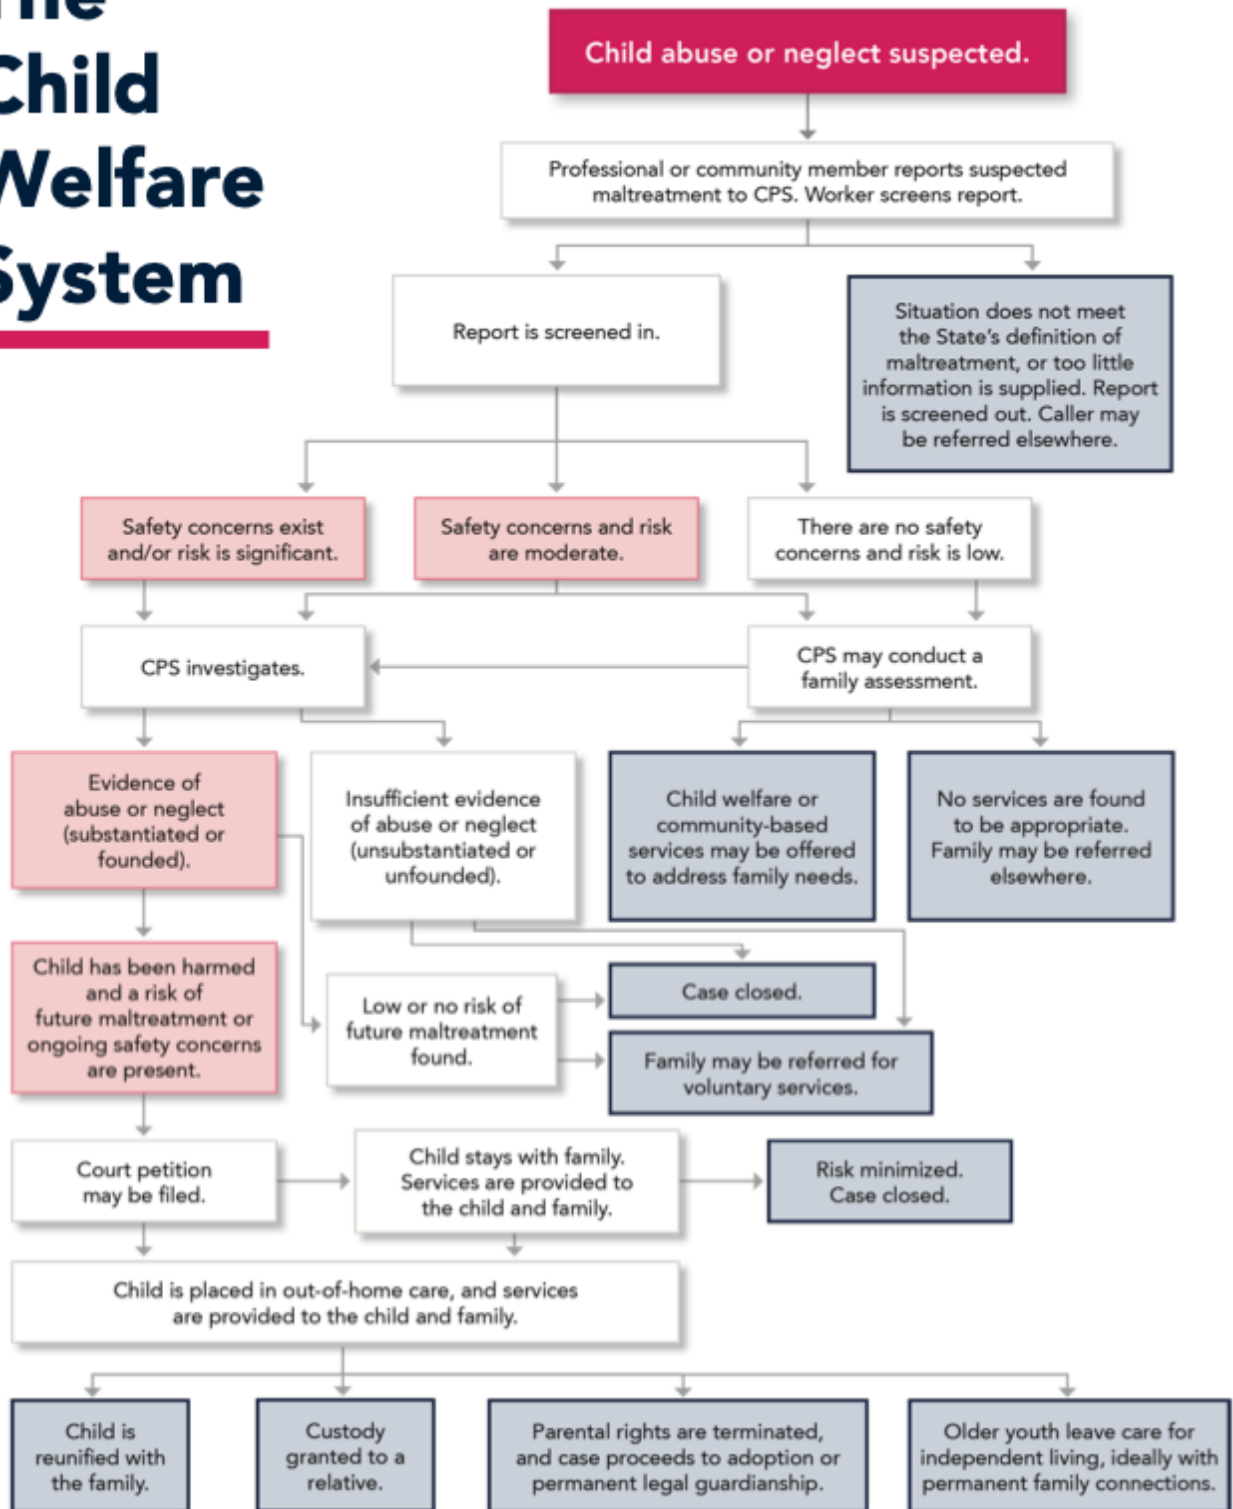 The
Child
Welfare
System
Child abuse or neglect suspected.
Professional or community member reports suspected
maltreatment to CPS. Worker screens report.
Report is screened in.
Situation does not meet
the State's definition of
maltreatment, or too little
information is supplied. Report
is screened out. Caller may
be referred elsewhere.
Safety concerns exist
and/or risk is significant.
Safety concerns and risk
are moderate.
There are no safety
concerns and risk is low.
CPS investigates.
CPS may conduct a
family assessment.
Evidence of
abuse or neglect
(substantiated or
founded).
Insufficient evidence
of abuse or neglect
(unsubstantiated or
unfounded).
Child welfare or
community-based
services may be offered
to address family needs.
No services are found
to be appropriate.
Family may be referred
elsewhere.
Child has been harmed
and a risk of
future maltreatment or
ongoing safety concerns
are present.
Low or no risk of
future maltreatment
found.
Case closed.
Family may be referred for
voluntary services.
Court petition
may be filed.
Child stays with family.
Services are provided to
the child and family.
Risk minimized.
Case closed.
Child is placed in out-of-home care, and services
are provided to the child and family.
Child is
reunified with
the family.
Custody
granted to a
relative.
Parental rights are terminated,
and case proceeds to adoption or
permanent legal guardianship.
Older youth leave care for
independent living, ideally with
permanent family connections.